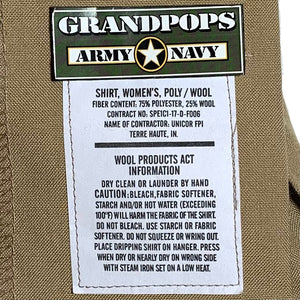 GRANDPOPS
ARMY NAVY
SHIRT, WOMEN'S, POLY / WOOL
FIBER CONTENT: 75% POLYESTER, 25% WOOL
CONTRACT NO: SPE1C1-17-D-F006
NAME OF CONTRACTOR: UNICOR FPI
TERRE HAUTE, IN.
WOOL PRODUCTS ACT
INFORMATION
DRY CLEAN OR LAUNDER BY HAND
CAUTION: BLEACH, FABRIC SOFTENER,
STARCH AND/OR HOT WATER (EXCEEDING
100°F) WILL HARM THE FABRIC OF THE SHIRT.
DO NOT BLEACH. USE STARCH OR FABRIC
SOFTENER. DO NOT SQUEEZE OR WRING OUT.
PLACE DRIPPING SHIRT ON HANGER. PRESS
WHEN DRY OR NEARLY DRY ON WRONG SIDE
WITH STEAM IRON SET ON A LOW HEAT.